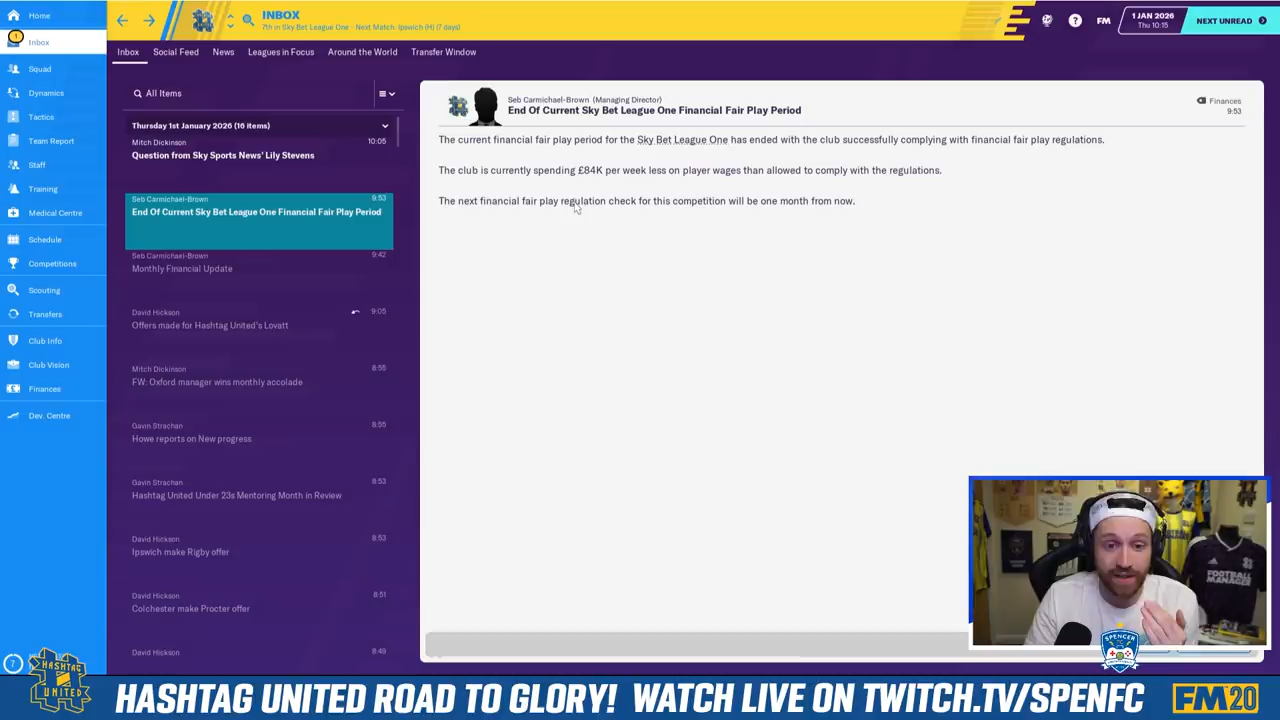 Home
Inbox
Squad
Dynamics
Tactics
Team Report
Staff
Training
Medical Centre
Schedule
Competitions
Scouting
Transfers
Club Info
Club Vision
Finances
Dev. Centre
INBOX
7th in Sky Bet League One - Next Match: Ipswich (H) (7 days)
FM
1 JAN 2026
Thu 10:15
NEXT UNREAD
Inbox
Social Feed
News
Leagues in Focus
Around the World
Transfer Window
All Items
Thursday 1st January 2026 (16 items)
Mitch Dickinson 10:05
Question from Sky Sports News' Lily Stevens
Seb Carmichael-Brown 9:53
End Of Current Sky Bet League One Financial Fair Play Period
Seb Carmichael-Brown 9:42
Monthly Financial Update
David Hickson 9:05
Offers made for Hashtag United's Lovatt
Mitch Dickinson 8:55
FW: Oxford manager wins monthly accolade
Gavin Strachan 8:55
Howe reports on New progress
Gavin Strachan 8:53
Hashtag United Under 23s Mentoring Month in Review
David Hickson 8:53
Ipswich make Rigby offer
David Hickson 8:51
Colchester make Procter offer
David Hickson 8:49
Seb Carmichael-Brown (Managing Director)
End Of Current Sky Bet League One Financial Fair Play Period
Finances
9:53
The current financial fair play period for the Sky Bet League One has ended with the club successfully complying with financial fair play regulations.
The club is currently spending £84K per week less on player wages than allowed to comply with the regulations.
The next financial fair play regulation check for this competition will be one month from now.
FOOTBALL
MANAGER
SPENCER
HASHTAG
UNITED
HASHTAG UNITED ROAD TO GLORY! WATCH LIVE ON TWITCH.TV/SPENFC
FM20